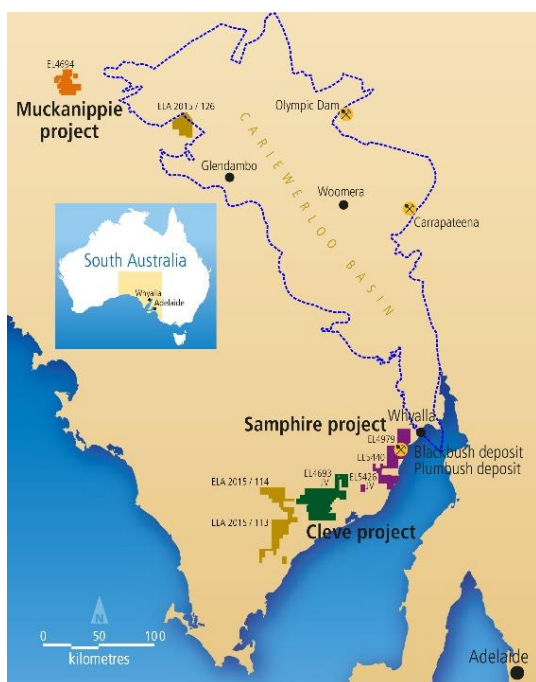 EL4694
Muckanippie
project
ELA 2015 / 126
Olympic Dam
CARIEWERLOO BASIN
Glendambo
Woomera
Carrapateena
South Australia
Whyalla
Adelaide
Samphire project
Whyalla
EL4979
Blackbush deposit
Plumbush deposit
EL5440
EL4693
JV
EL5426
JV
ELA 2015 / 114
ELA 2015 / 113
Cleve project
N
0 50 100
kilometres
Adelaide